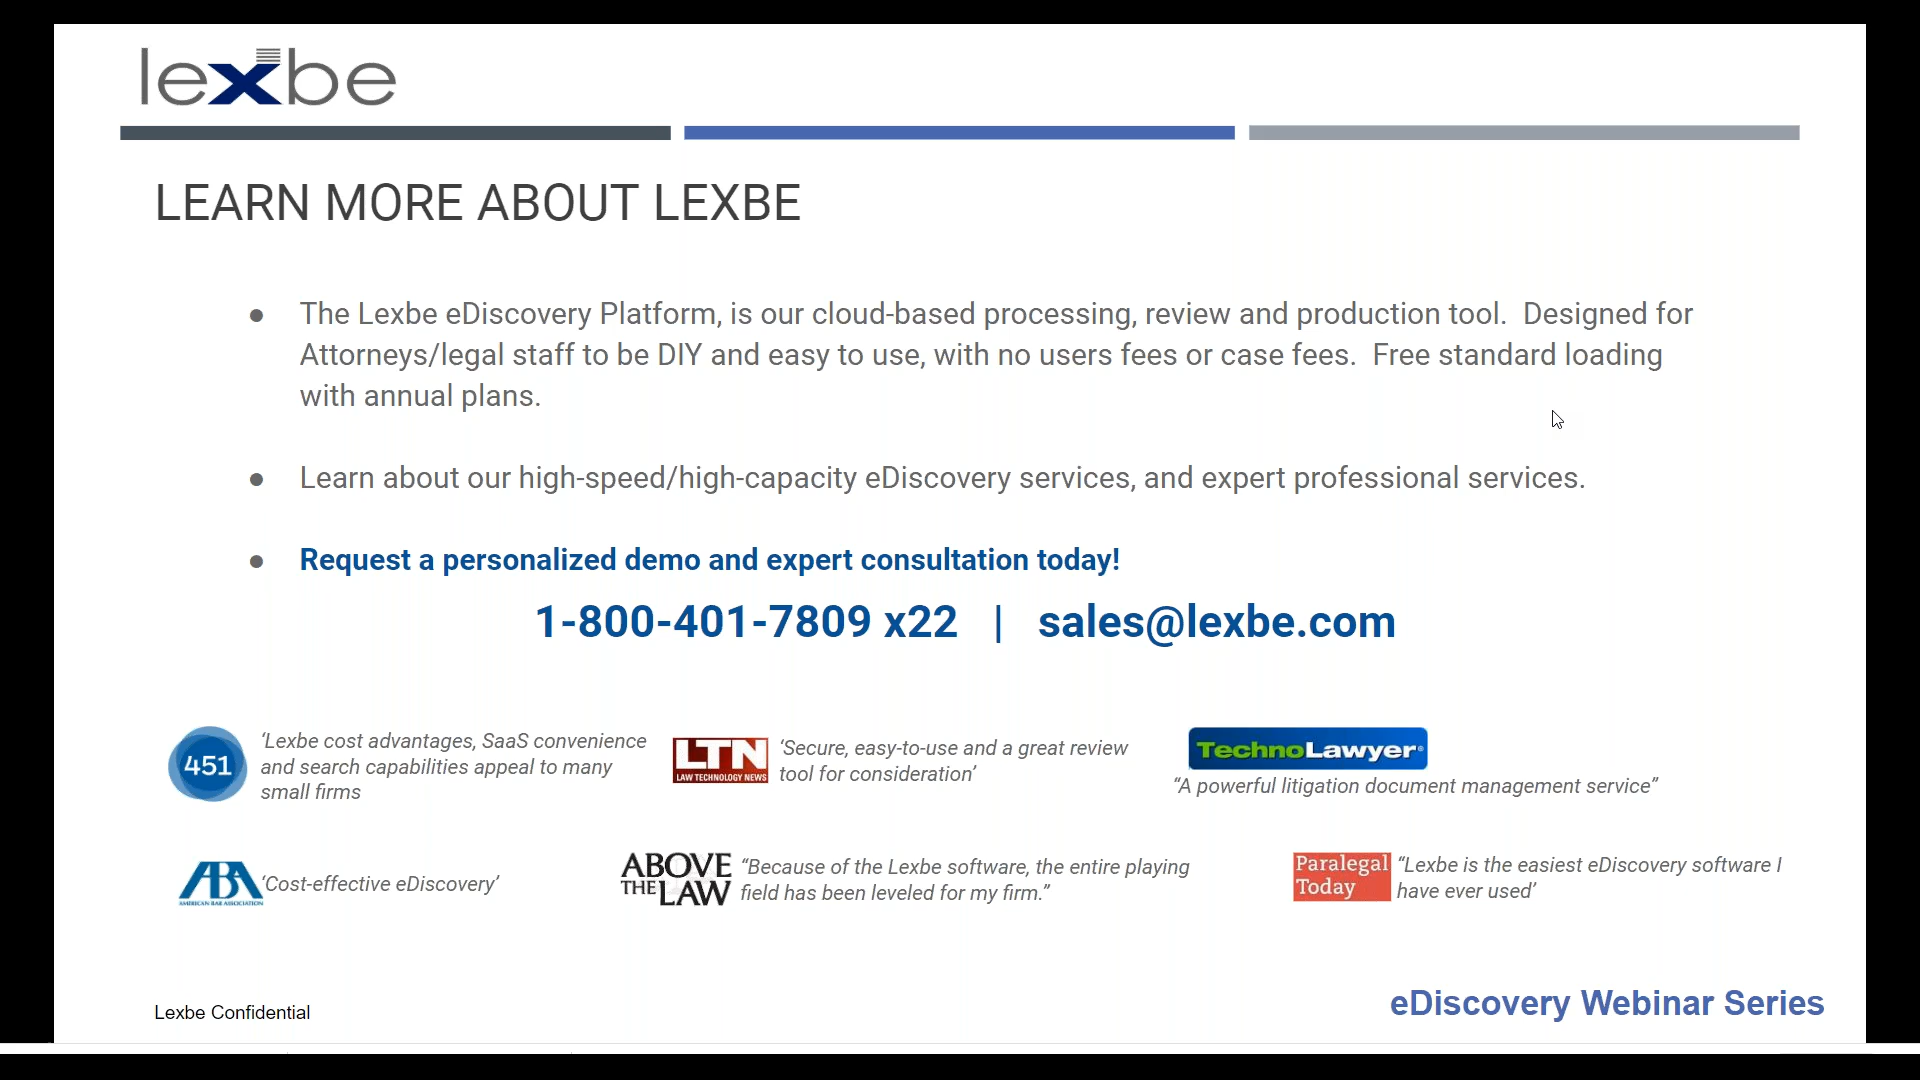 lexbe
LEARN MORE ABOUT LEXBE
● The Lexbe eDiscovery Platform, is our cloud-based processing, review and production tool.  Designed for
Attorneys/legal staff to be DIY and easy to use, with no users fees or case fees.  Free standard loading
with annual plans.
● Learn about our high-speed/high-capacity eDiscovery services, and expert professional services.
● Request a personalized demo and expert consultation today!
1-800-401-7809 x22 | sales@lexbe.com
451
‘Lexbe cost advantages, SaaS convenience
and search capabilities appeal to many
small firms
LTN
LAW TECHNOLOGY NEWS
‘Secure, easy-to-use and a great review
tool for consideration’
TechnoLawyer®
“A powerful litigation document management service”
ABA
AMERICAN BAR ASSOCIATION
‘Cost-effective eDiscovery’
ABOVE
THE LAW
“Because of the Lexbe software, the entire playing
field has been leveled for my firm.”
Paralegal
Today
“Lexbe is the easiest eDiscovery software I
have ever used’
Lexbe Confidential
eDiscovery Webinar Series